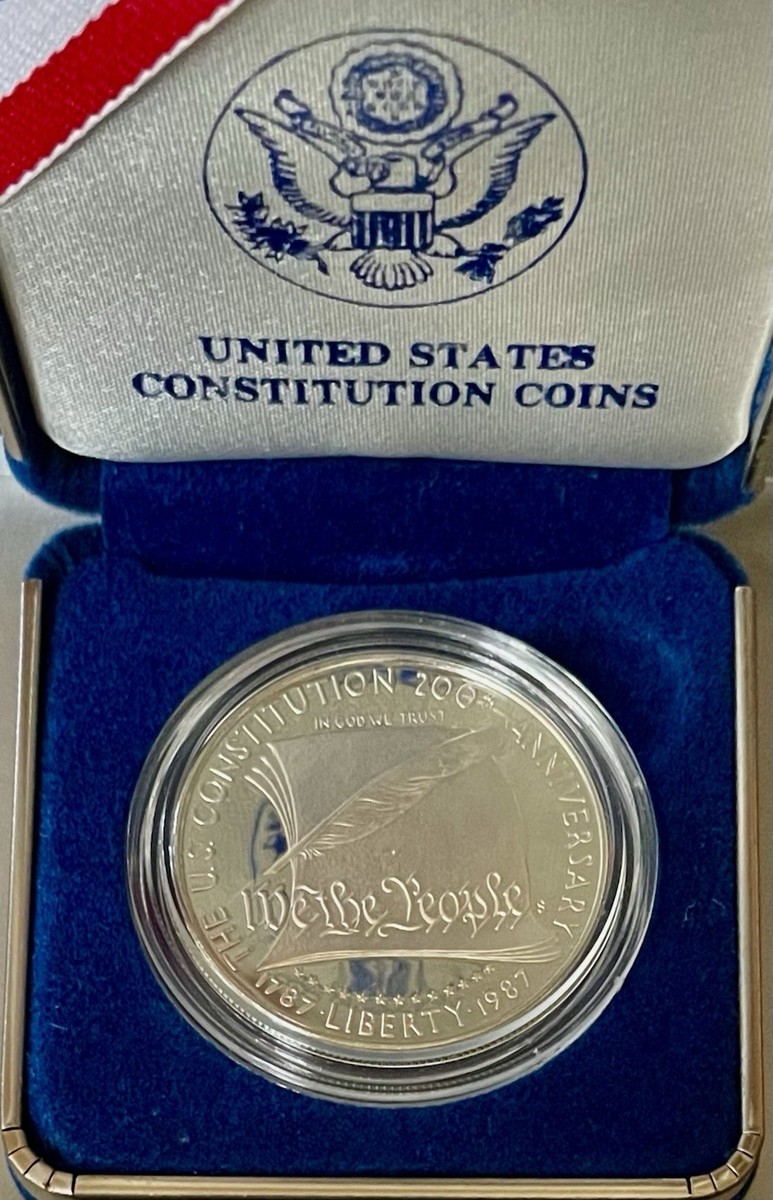 UNITED STATES
CONSTITUTION COINS
THE U.S. CONSTITUTION 200TH ANNIVERSARY
IN GOD WE TRUST
We the People
S
1787 · LIBERTY · 1987